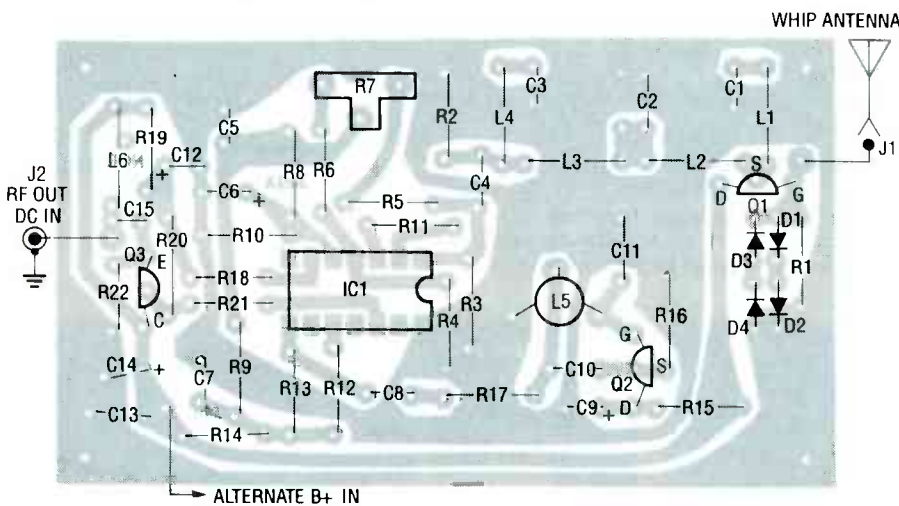 WHIP ANTENNA
R7
C3
C1
R2
L4
C2
L1
R19
C5
J1
L6
C12
R8
R6
L3
L2
S
+
C4
J2
RF OUT
DC IN
C6
+
R5
D
G
Q1
C15
R11
D1
R20
R10
C11
D3
R1
Q3
E
R18
IC1
R3
L5
R16
R22
R21
R4
C
G
D4
D2
C14
+
C7
R9
R13
R12
+
C8
R17
C10
Q2
S
D
C13
C9
+
R15
R14
ALTERNATE B+ IN